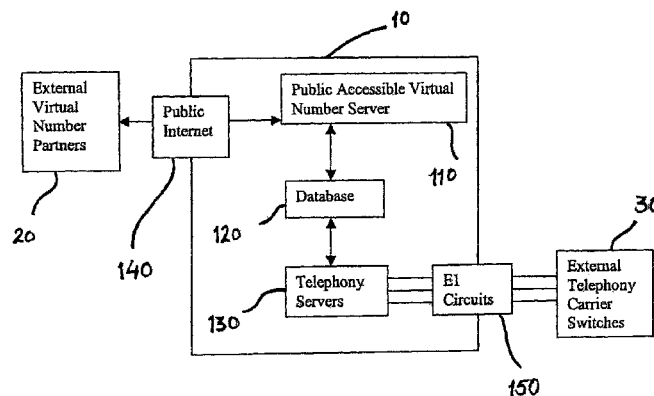 10
External
Virtual
Number
Partners
Public
Internet
Public Accessible Virtual
Number Server
110
20
140
Database
120
30
Telephony
Servers
130
E1
Circuits
External
Telephony
Carrier
Switches
150